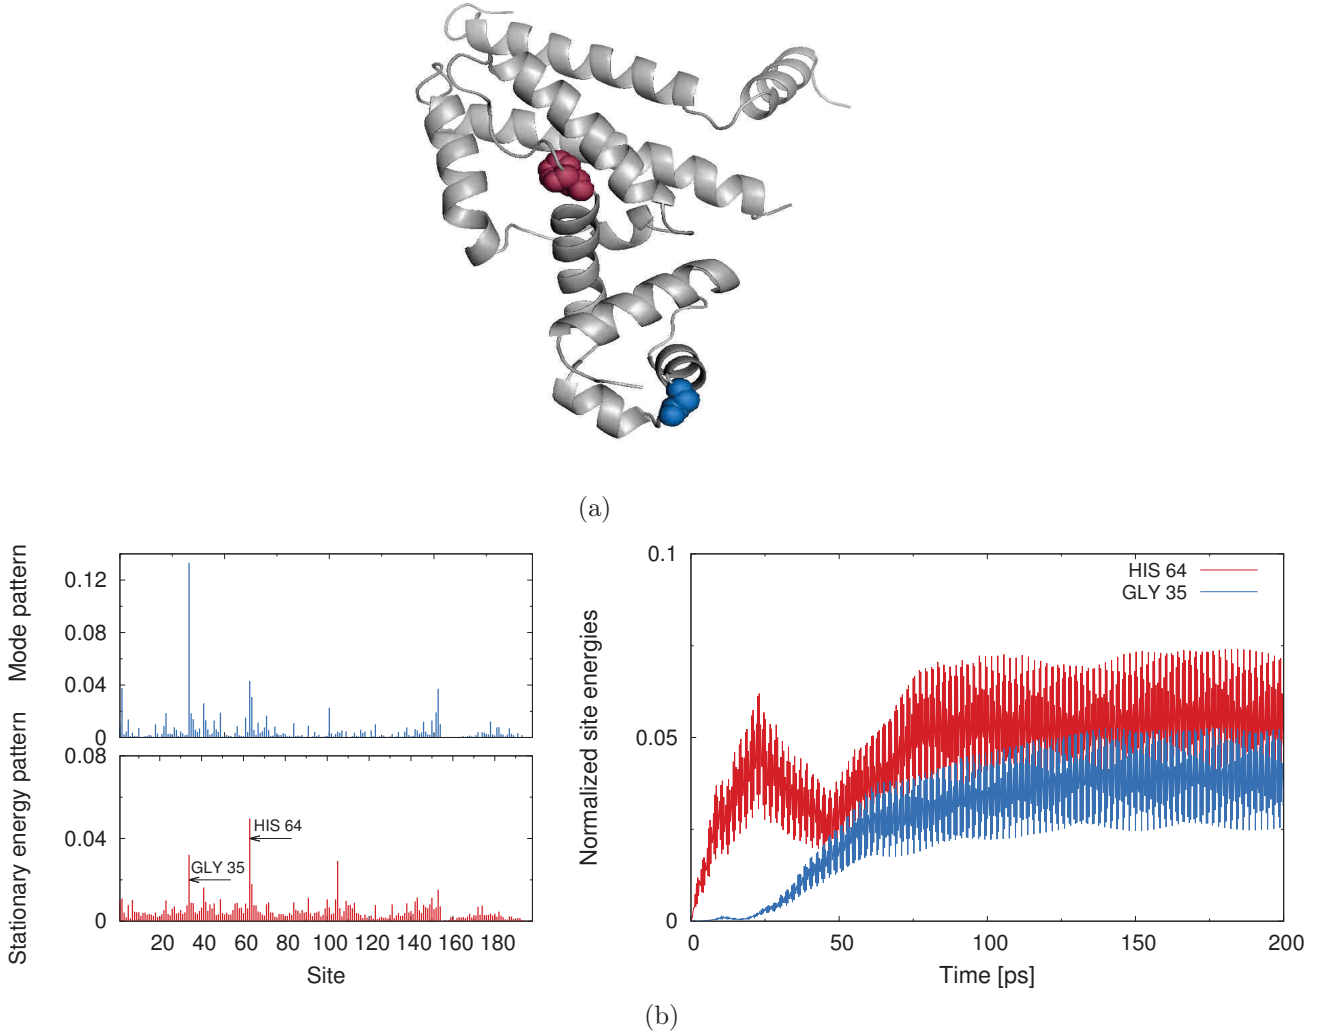 (a)
Mode pattern
0.12
0.08
0.04
0
Stationary energy pattern
0.08
0.04
0
HIS 64
GLY 35
20 40 60 80 100 120 140 160 180
Site
Normalized site energies
0.1
0.05
0
HIS 64
GLY 35
0 50 100 150 200
Time [ps]
(b)